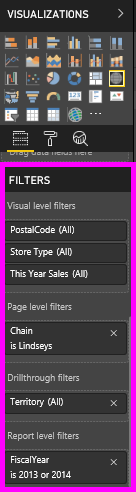 VISUALIZATIONS
Drag data fields here
FILTERS
Visual level filters
PostalCode (All)
Store Type (All)
This Year Sales (All)
Page level filters
Chain
is Lindseys
Drillthrough filters
Territory (All)
Report level filters
FiscalYear
is 2013 or 2014